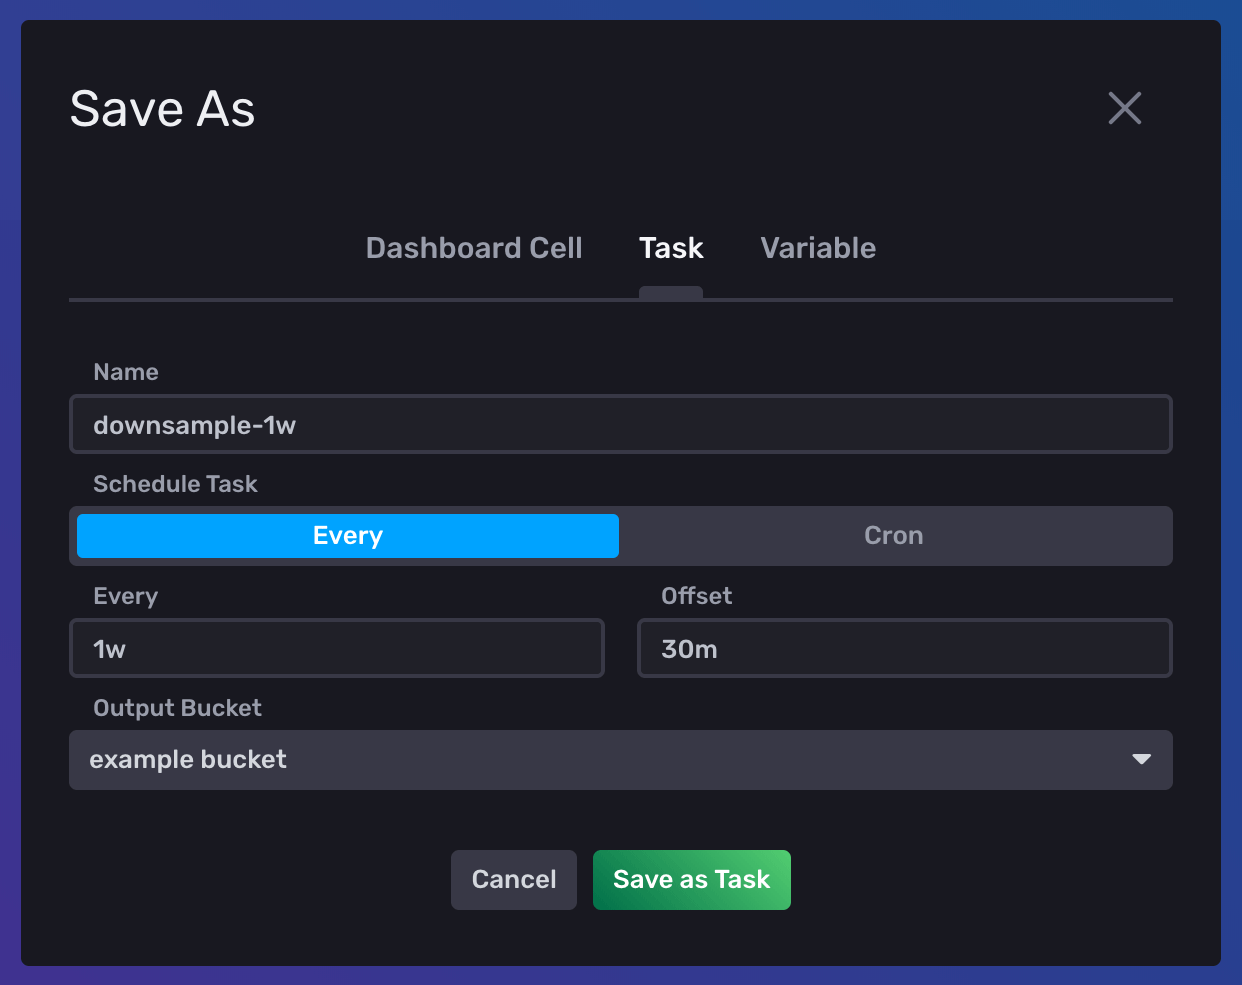 Save As
Dashboard Cell Task Variable
Name
downsample-1w
Schedule Task
Every Cron
Every Offset
1w 30m
Output Bucket
example bucket
Cancel Save as Task